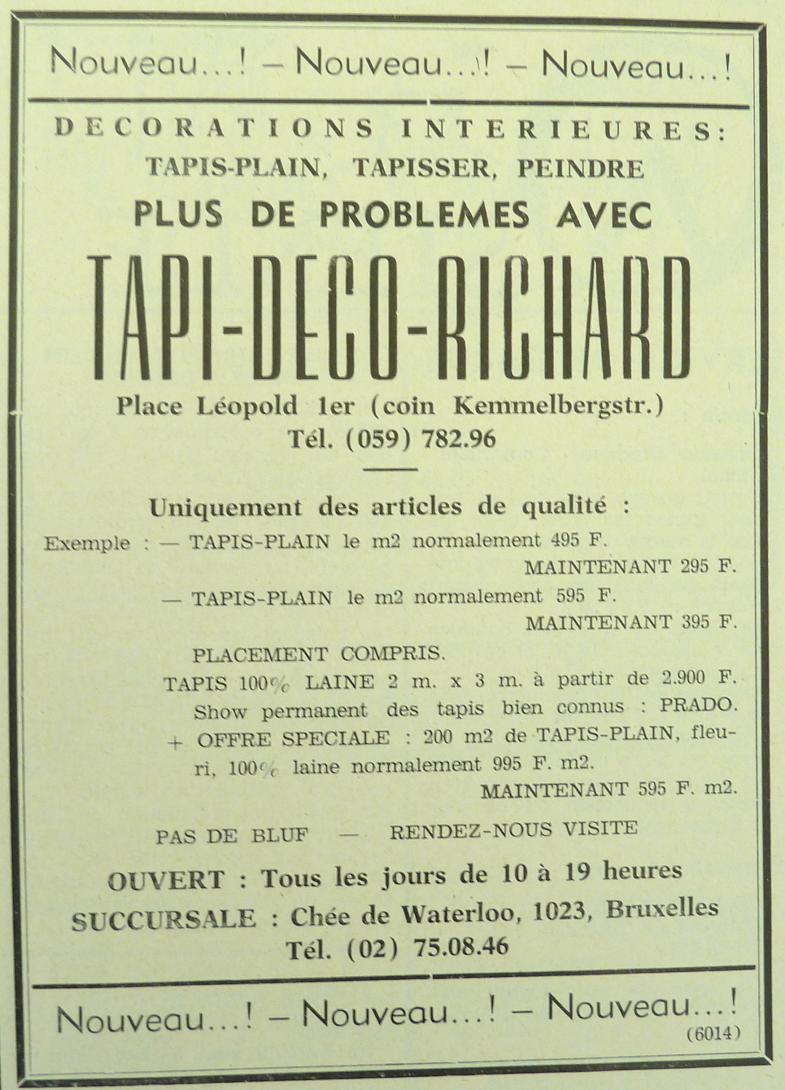 Nouveau...! – Nouveau...! – Nouveau...!
DECORATIONS INTERIEURES:
TAPIS-PLAIN, TAPISSER, PEINDRE
PLUS DE PROBLEMES AVEC
TAPI-DECO-RICHARD
Place Léopold 1er (coin Kemmelbergstr.)
Tél. (059) 782.96
Uniquement des articles de qualité :
Exemple : — TAPIS-PLAIN le m2 normalement 495 F.
MAINTENANT 295 F.
— TAPIS-PLAIN le m2 normalement 595 F.
MAINTENANT 395 F.
PLACEMENT COMPRIS.
TAPIS 100% LAINE 2 m. x 3 m. à partir de 2.900 F.
Show permanent des tapis bien connus : PRADO.
+ OFFRE SPECIALE : 200 m2 de TAPIS-PLAIN, fleu-
ri, 100% laine normalement 995 F. m2.
MAINTENANT 595 F. m2.
PAS DE BLUF — RENDEZ-NOUS VISITE
OUVERT : Tous les jours de 10 à 19 heures
SUCCURSALE : Chée de Waterloo, 1023, Bruxelles
Tél. (02) 75.08.46
Nouveau...! – Nouveau...! – Nouveau...!
(6014)